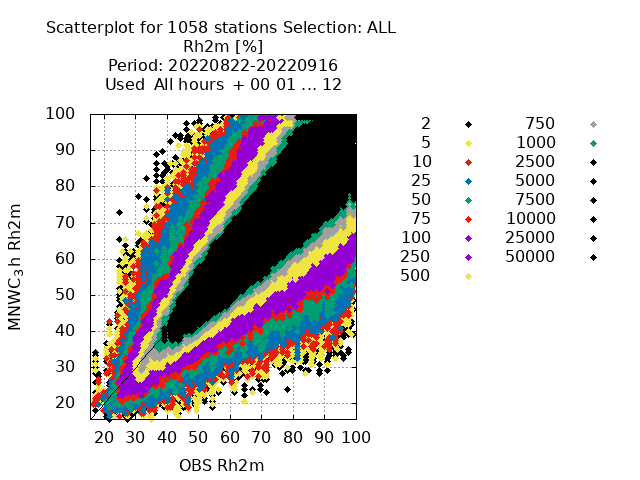 Scatterplot for 1058 stations Selection: ALL
Rh2m [%]
Period: 20220822-20220916
Used  All hours  + 00 01 ... 12
100
90
80
70
60
50
40
30
20
MNWC_3h Rh2m
20 30 40 50 60 70 80 90 100
OBS Rh2m
2 750
5 1000
10 2500
25 5000
50 7500
75 10000
100 25000
250 50000
500